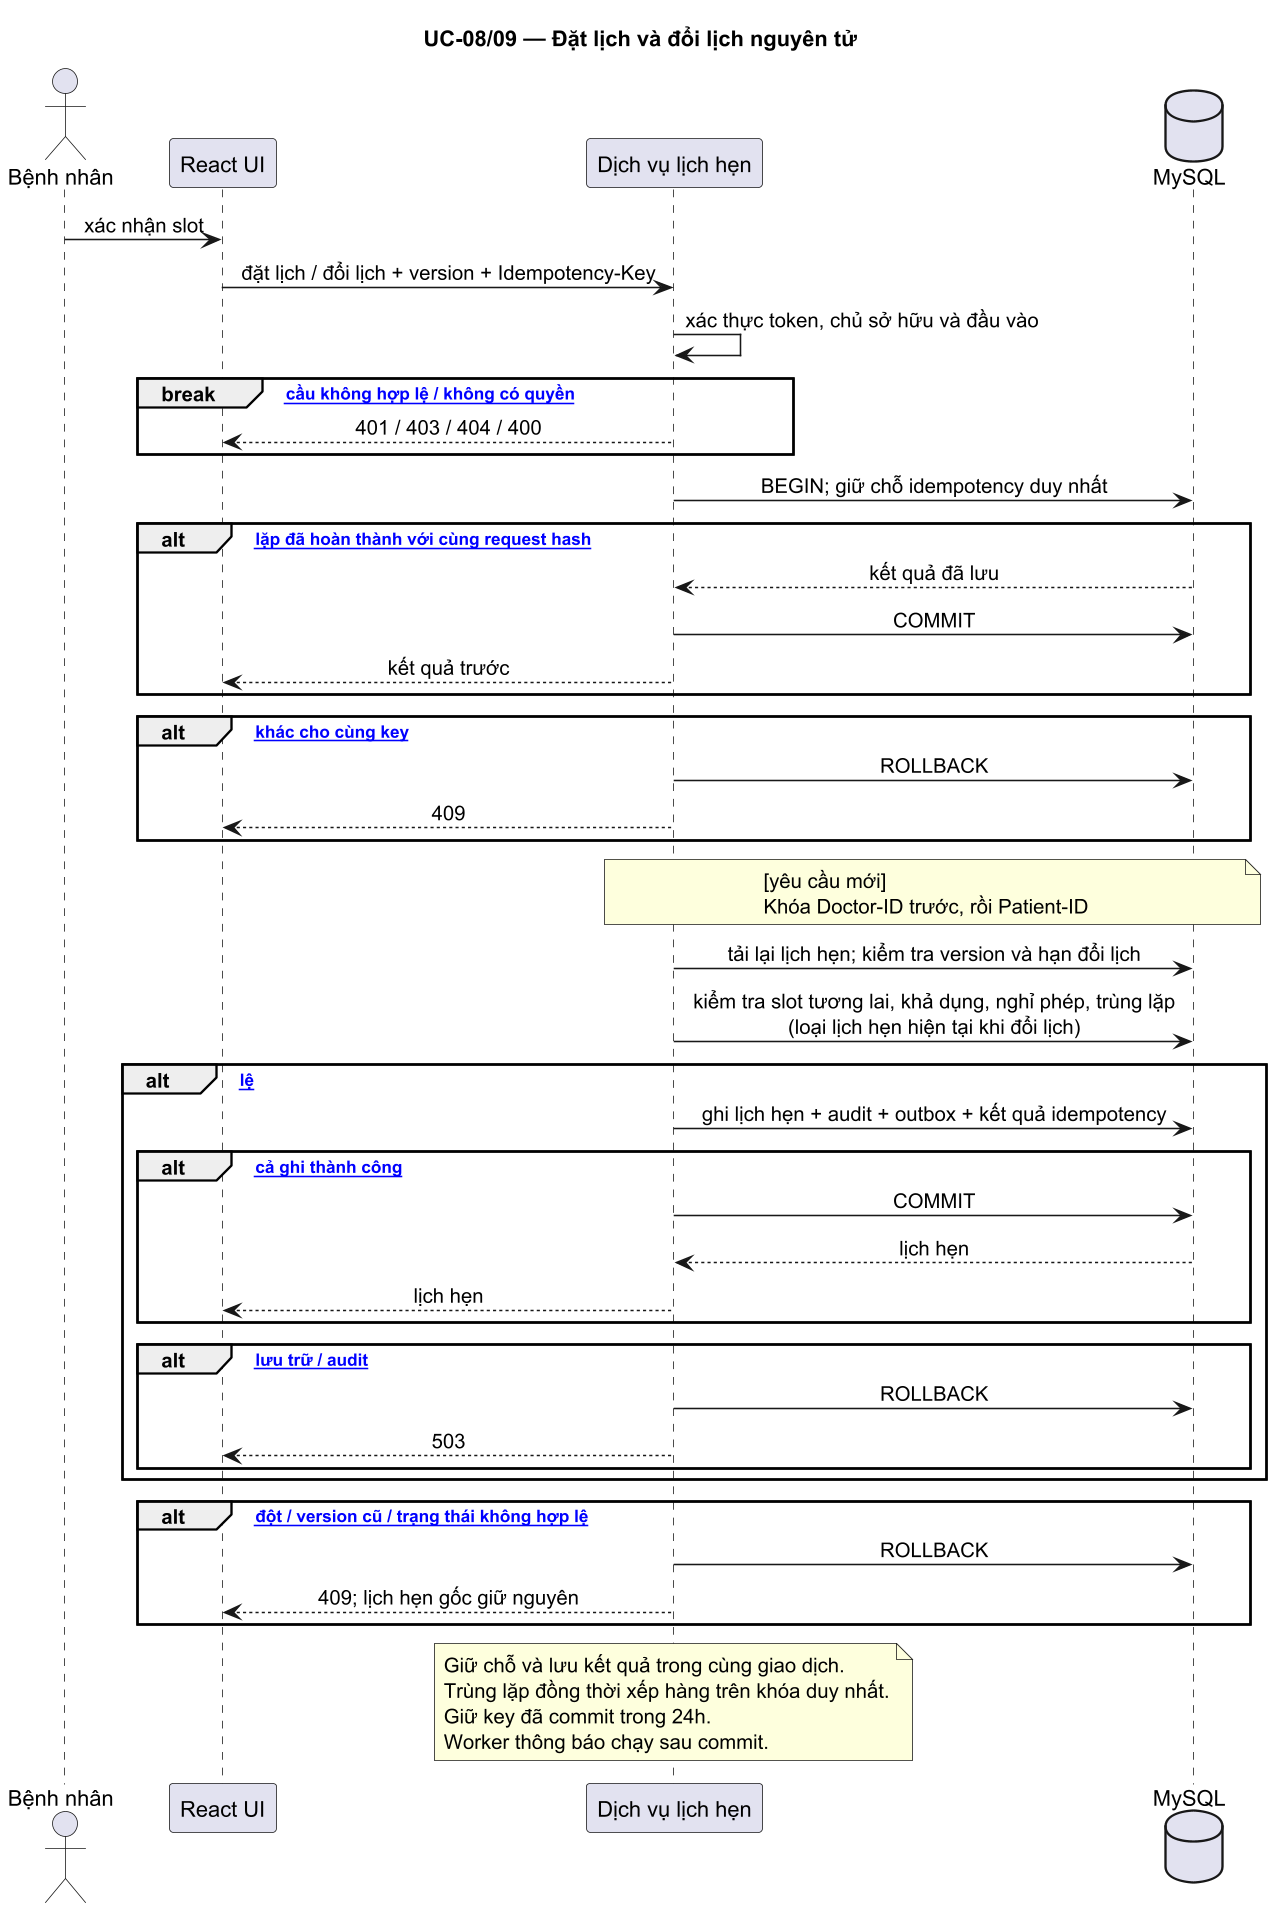 UC-08/09 — Đặt lịch và đổi lịch nguyên tử
Bệnh nhân
React UI
Dịch vụ lịch hẹn
MySQL
xác nhận slot
đặt lịch / đổi lịch + version + Idempotency-Key
xác thực token, chủ sở hữu và đầu vào
break
cầu không hợp lệ / không có quyền
401 / 403 / 404 / 400
BEGIN; giữ chỗ idempotency duy nhất
alt
lặp đã hoàn thành với cùng request hash
kết quả đã lưu
COMMIT
kết quả trước
alt
khác cho cùng key
ROLLBACK
409
[yêu cầu mới]
Khóa Doctor-ID trước, rồi Patient-ID
tải lại lịch hẹn; kiểm tra version và hạn đổi lịch
kiểm tra slot tương lai, khả dụng, nghỉ phép, trùng lặp
(loại lịch hẹn hiện tại khi đổi lịch)
alt
lệ
ghi lịch hẹn + audit + outbox + kết quả idempotency
alt
cả ghi thành công
COMMIT
lịch hẹn
lịch hẹn
alt
lưu trữ / audit
ROLLBACK
503
alt
đột / version cũ / trạng thái không hợp lệ
ROLLBACK
409; lịch hẹn gốc giữ nguyên
Giữ chỗ và lưu kết quả trong cùng giao dịch.
Trùng lặp đồng thời xếp hàng trên khóa duy nhất.
Giữ key đã commit trong 24h.
Worker thông báo chạy sau commit.
Bệnh nhân
React UI
Dịch vụ lịch hẹn
MySQL